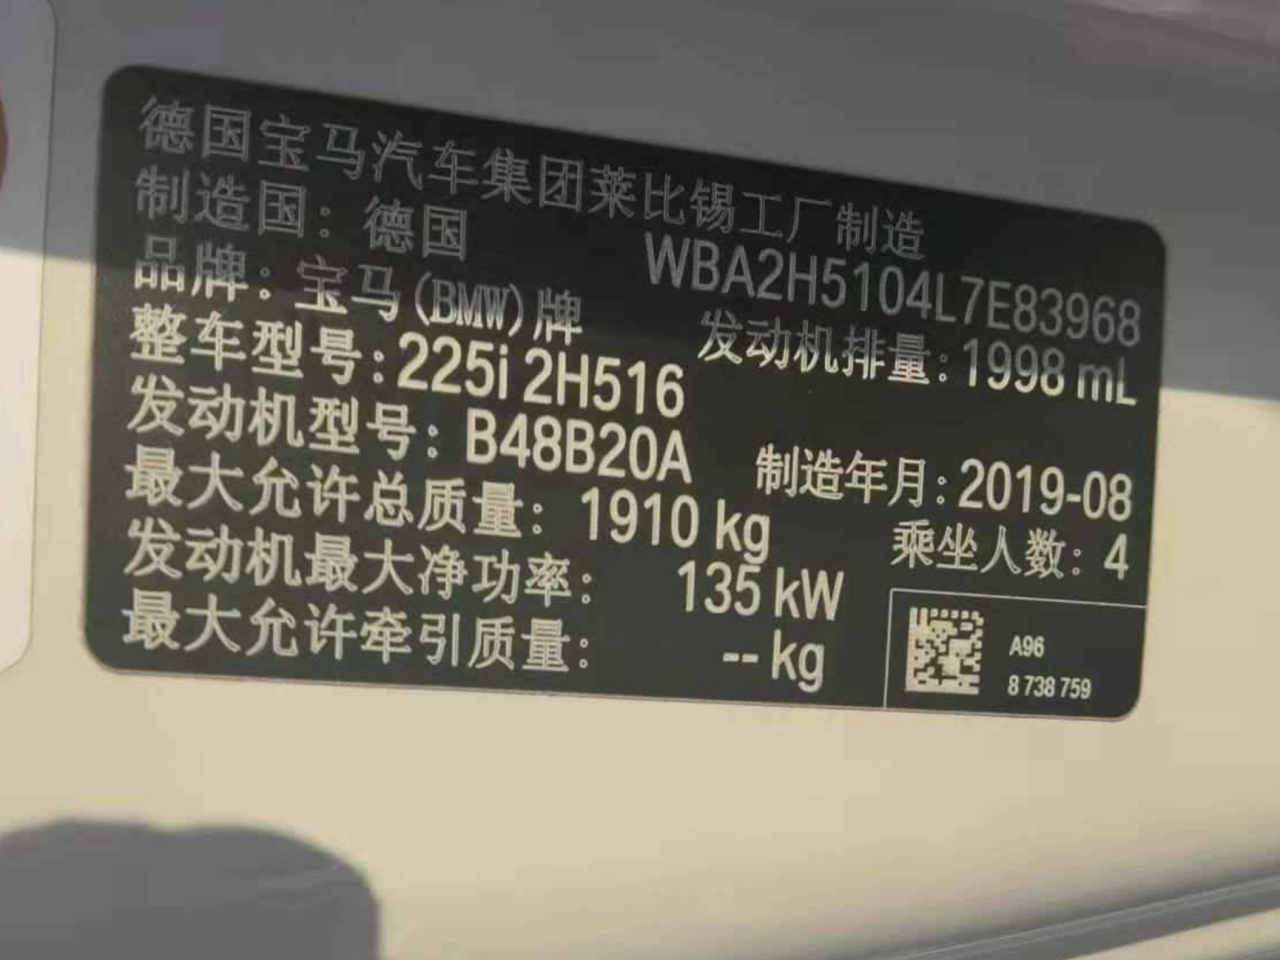 德国宝马汽车集团莱比锡工厂制造
制造国：德国
WBA2H5104L7E83968
品牌：宝马(BMW)牌
发动机排量：1998 mL
整车型号：225i 2H516
发动机型号：B48B20A
制造年月：2019-08
最大允许总质量：1910 kg
乘坐人数：4
发动机最大净功率：135 kW
最大允许牵引质量：-- kg
A96
8 738 759